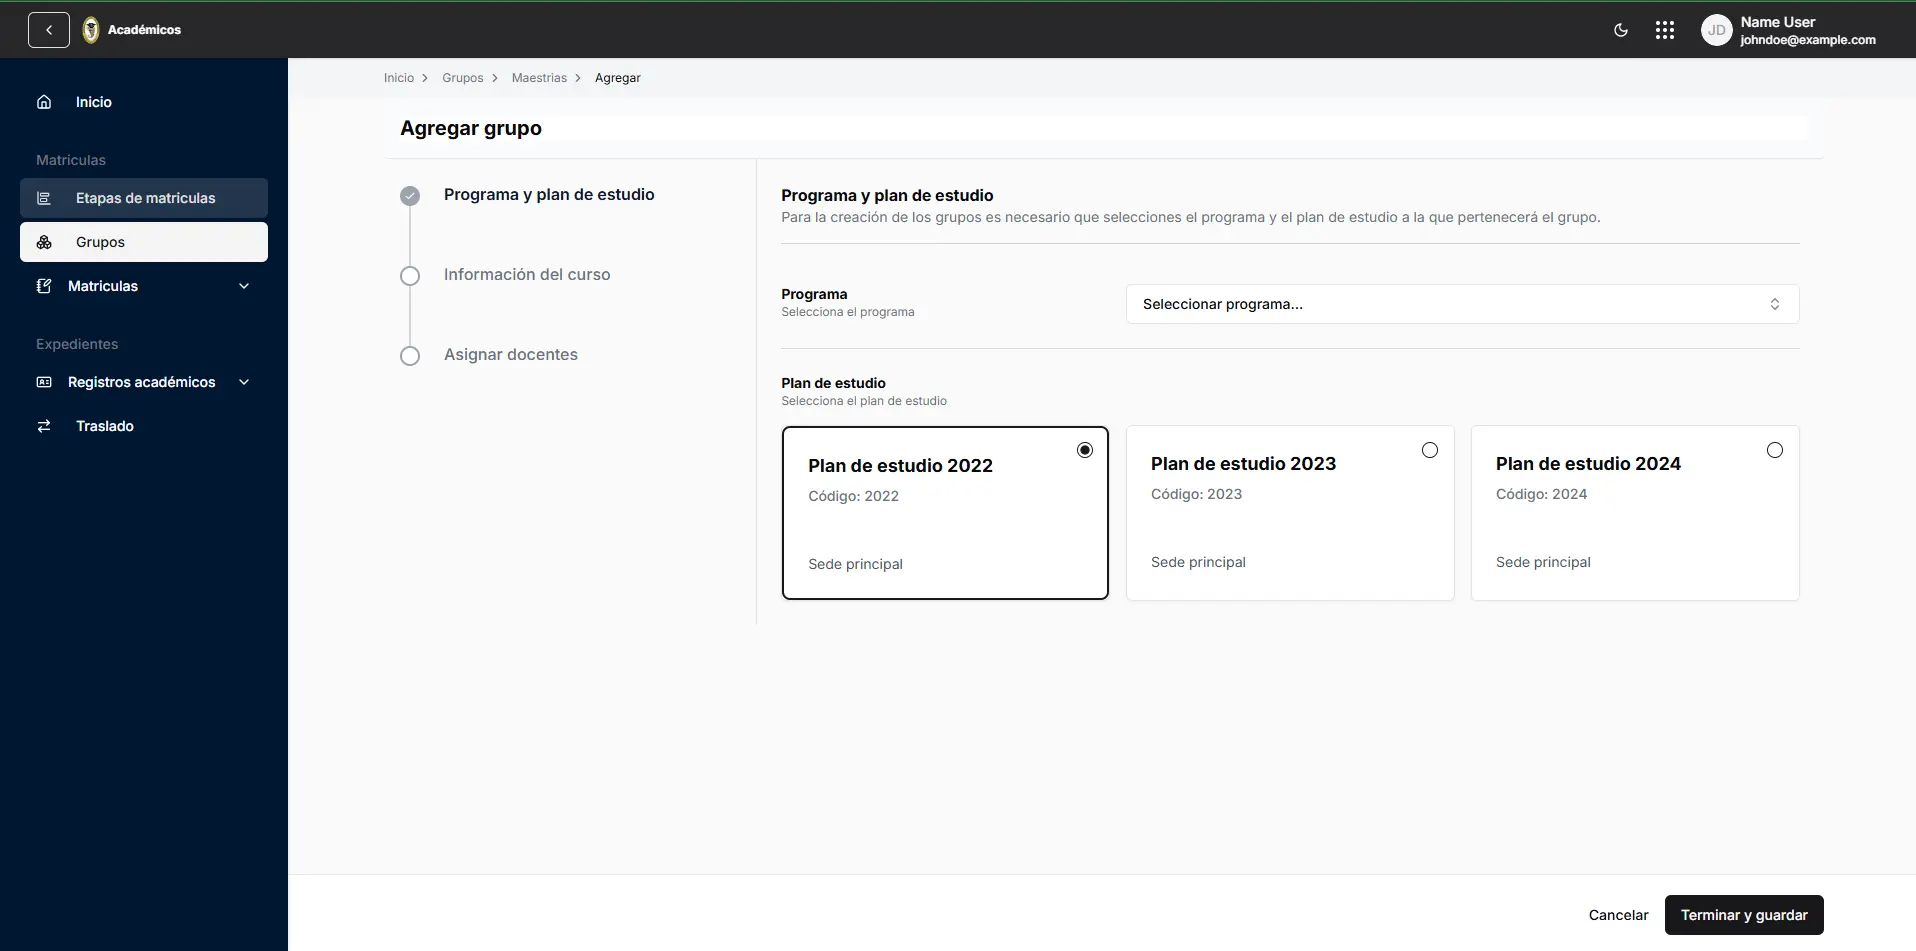 Académicos
JD
Name User
johndoe@example.com
Inicio
Matriculas
Etapas de matriculas
Grupos
Matriculas
Expedientes
Registros académicos
Traslado
Inicio > Grupos > Maestrias > Agregar
Agregar grupo
Programa y plan de estudio
Información del curso
Asignar docentes
Programa y plan de estudio
Para la creación de los grupos es necesario que selecciones el programa y el plan de estudio a la que pertenecerá el grupo.
Programa
Selecciona el programa
Seleccionar programa...
Plan de estudio
Selecciona el plan de estudio
Plan de estudio 2022
Código: 2022
Sede principal
Plan de estudio 2023
Código: 2023
Sede principal
Plan de estudio 2024
Código: 2024
Sede principal
Cancelar
Terminar y guardar